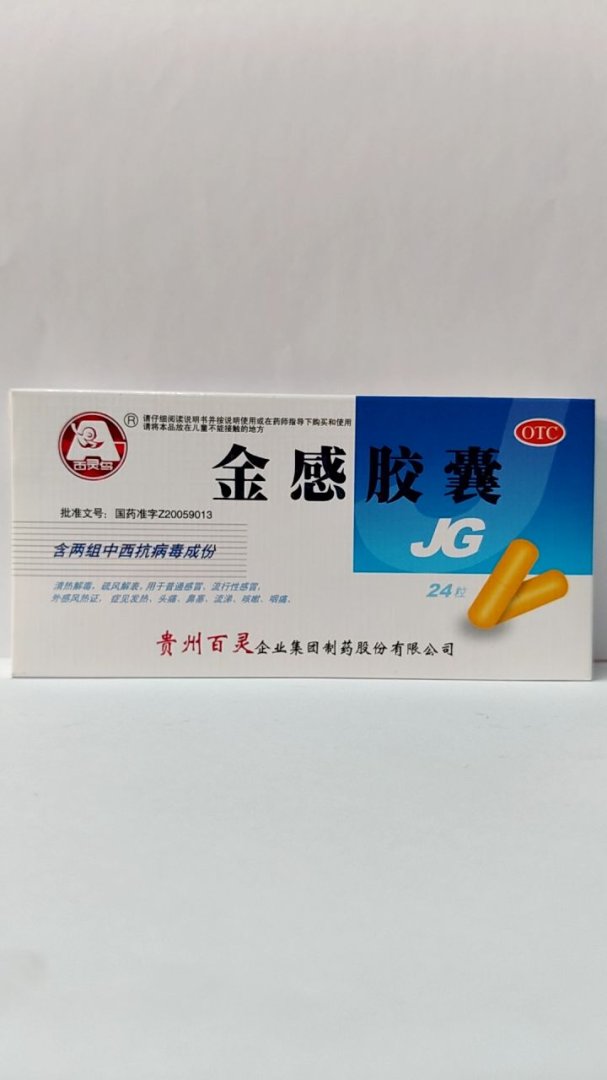 百灵鸟
®
请仔细阅读说明书并按说明使用或在药师指导下购买和使用
请将本品放在儿童不能接触的地方
OTC
金感胶囊
批准文号：国药准字Z20059013
JG
含两组中西抗病毒成份
清热解毒，疏风解表，用于普通感冒，流行性感冒，
外感风热证，症见发热、头痛、鼻塞、流涕、咳嗽、咽痛。
24粒
贵州百灵企业集团制药股份有限公司